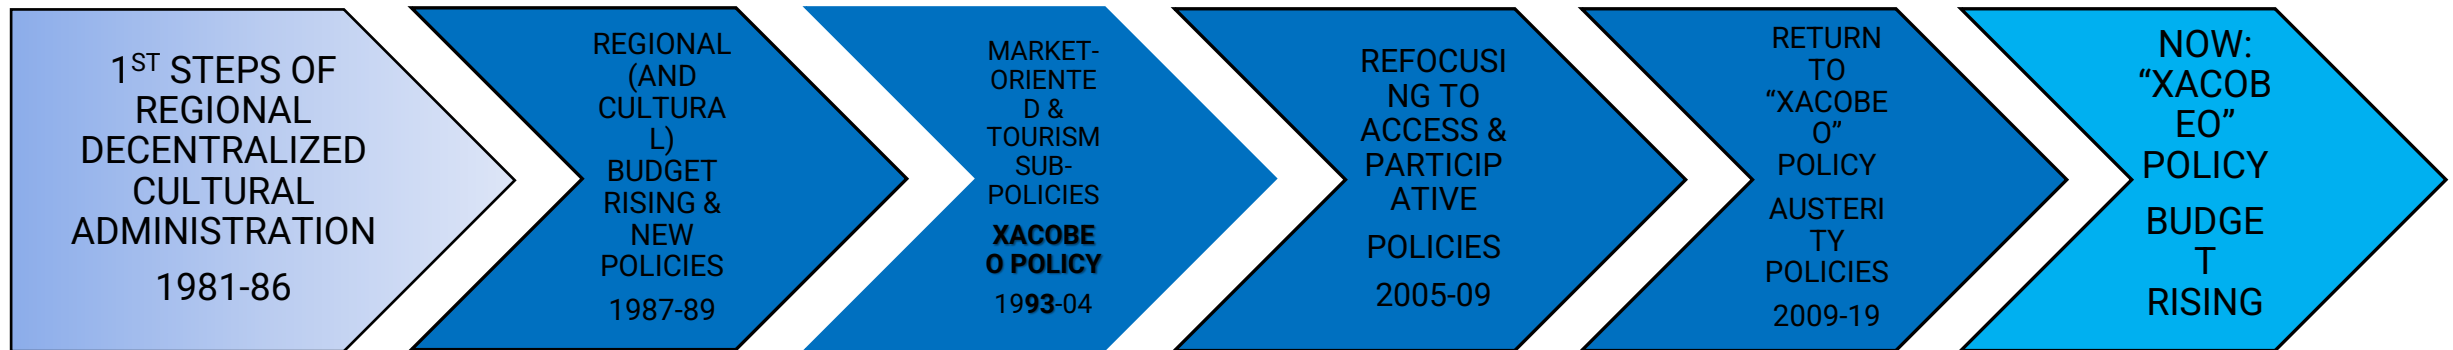 1ST STEPS OF
REGIONAL
DECENTRALIZED
CULTURAL
ADMINISTRATION
1981-86
REGIONAL
(AND
CULTURA
L)
BUDGET
RISING &
NEW
POLICIES
1987-89
MARKET-
ORIENTE
D &
TOURISM
SUB-
POLICIES
XACOBE
O POLICY
1993-04
REFOCUSI
NG TO
ACCESS &
PARTICIP
ATIVE
POLICIES
2005-09
RETURN
TO
“XACOBE
O”
POLICY
AUSTERI
TY
POLICIES
2009-19
NOW:
“XACOB
EO”
POLICY
BUDGE
T
RISING